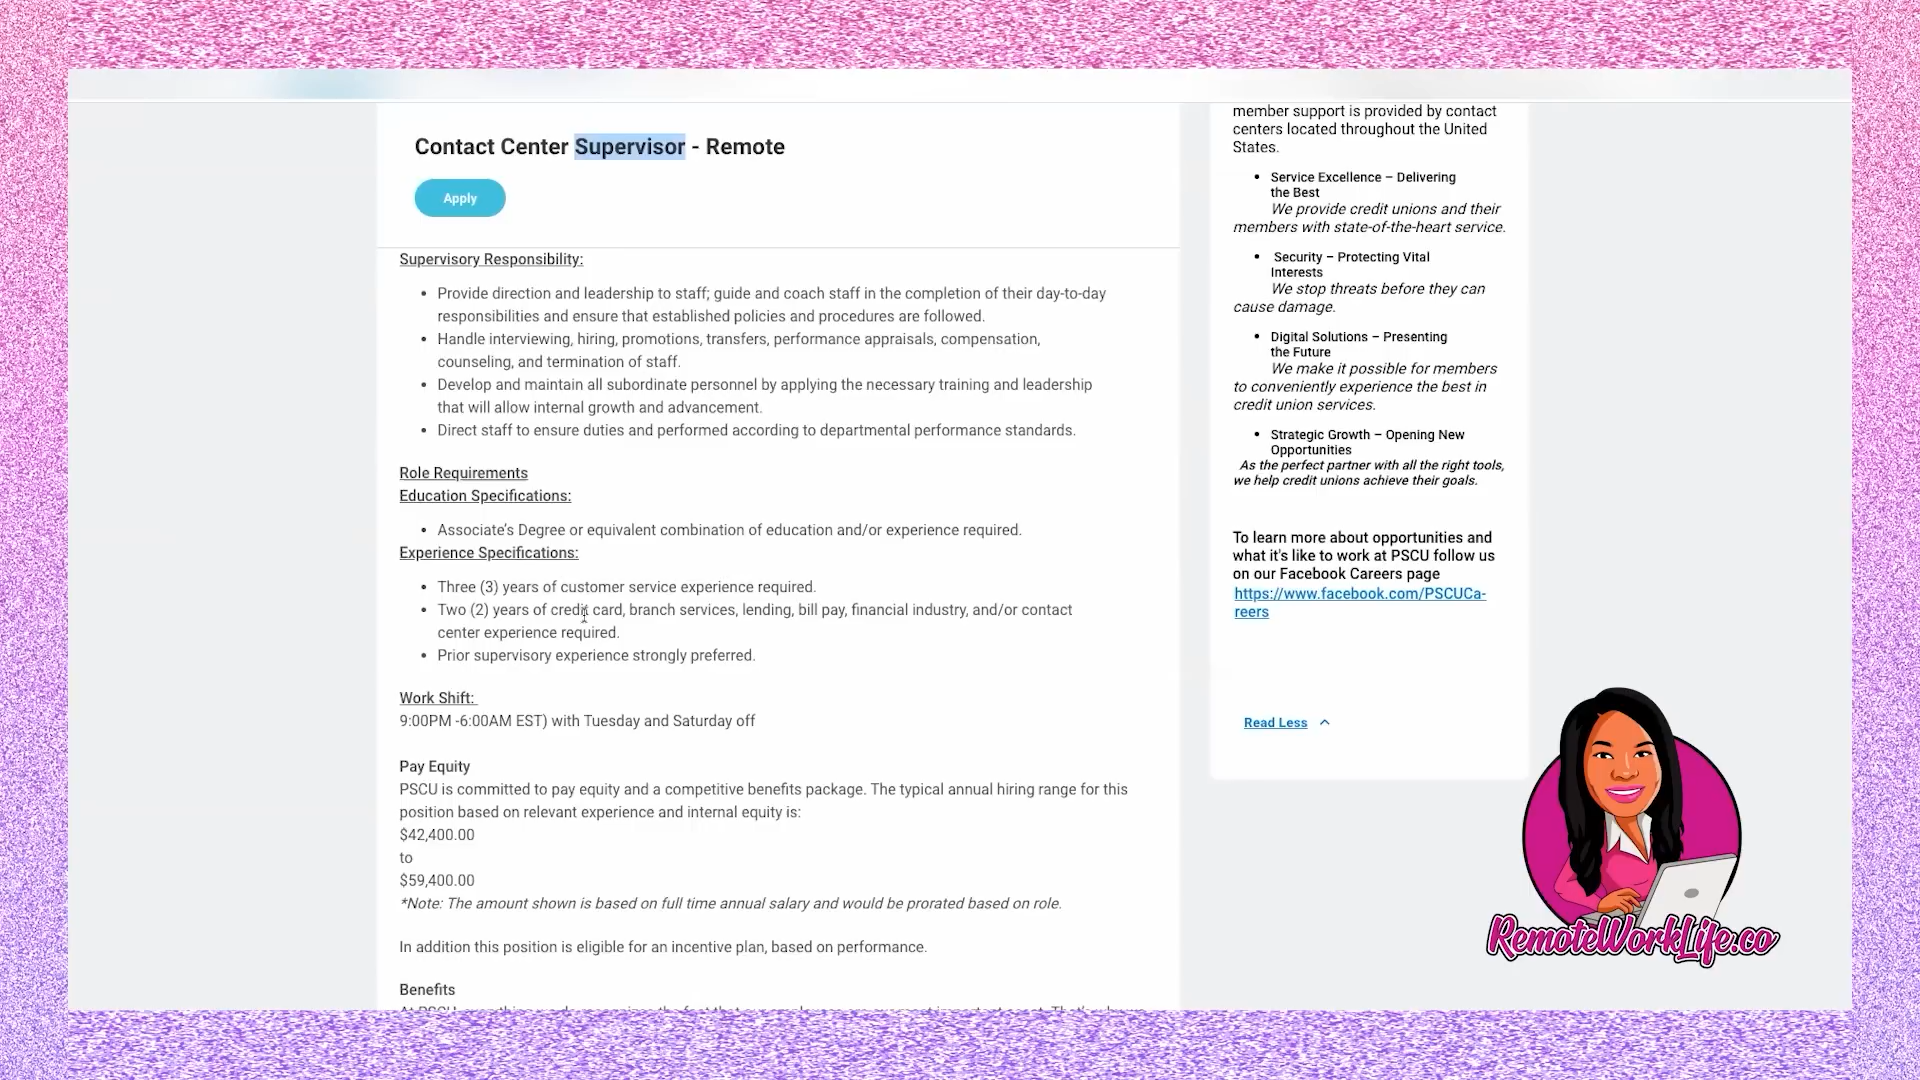 Contact Center Supervisor - Remote
Apply
Supervisory Responsibility:
• Provide direction and leadership to staff; guide and coach staff in the completion of their day-to-day
responsibilities and ensure that established policies and procedures are followed.
• Handle interviewing, hiring, promotions, transfers, performance appraisals, compensation,
counseling, and termination of staff.
• Develop and maintain all subordinate personnel by applying the necessary training and leadership
that will allow internal growth and advancement.
• Direct staff to ensure duties and performed according to departmental performance standards.
Role Requirements
Education Specifications:
• Associate's Degree or equivalent combination of education and/or experience required.
Experience Specifications:
• Three (3) years of customer service experience required.
• Two (2) years of credit card, branch services, lending, bill pay, financial industry, and/or contact
center experience required.
• Prior supervisory experience strongly preferred.
Work Shift:
9:00PM -6:00AM EST) with Tuesday and Saturday off
Pay Equity
PSCU is committed to pay equity and a competitive benefits package. The typical annual hiring range for this
position based on relevant experience and internal equity is:
$42,400.00
to
$59,400.00
*Note: The amount shown is based on full time annual salary and would be prorated based on role.
In addition this position is eligible for an incentive plan, based on performance.
Benefits
member support is provided by contact
centers located throughout the United
States.
• Service Excellence – Delivering
the Best
We provide credit unions and their
members with state-of-the-heart service.
• Security – Protecting Vital
Interests
We stop threats before they can
cause damage.
• Digital Solutions – Presenting
the Future
We make it possible for members
to conveniently experience the best in
credit union services.
• Strategic Growth – Opening New
Opportunities
As the perfect partner with all the right tools,
we help credit unions achieve their goals.
To learn more about opportunities and
what it's like to work at PSCU follow us
on our Facebook Careers page
https://www.facebook.com/PSCUCa-
reers
Read Less
RemoteWorkLife.co